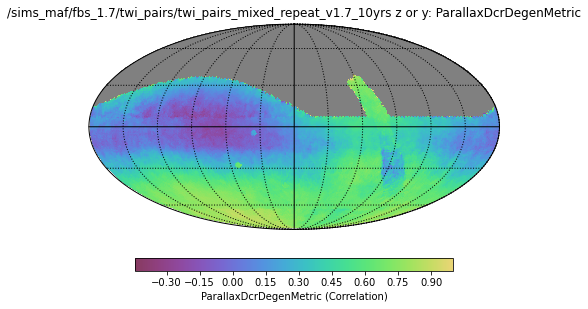 /sims_maf/fbs_1.7/twi_pairs/twi_pairs_mixed_repeat_v1.7_10yrs z or y: ParallaxDcrDegenMetric
−0.30 −0.15 0.00 0.15 0.30 0.45 0.60 0.75 0.90
ParallaxDcrDegenMetric (Correlation)